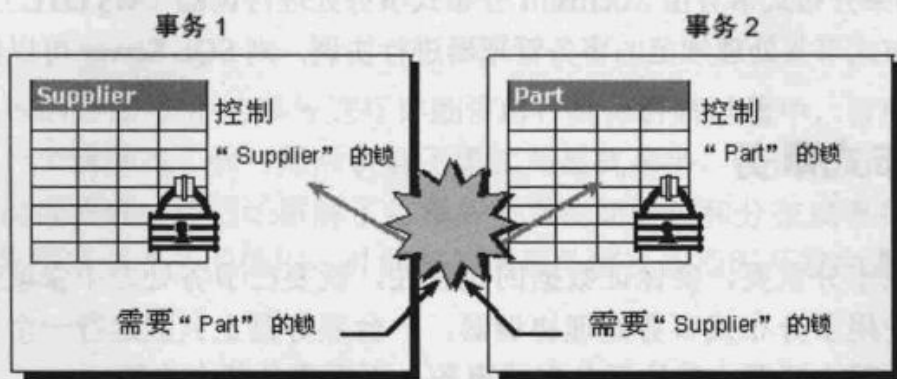 事务 1
事务 2
Supplier
控制
“Supplier”的锁
需要“Part”的锁
Part
控制
“Part”的锁
需要“Supplier”的锁